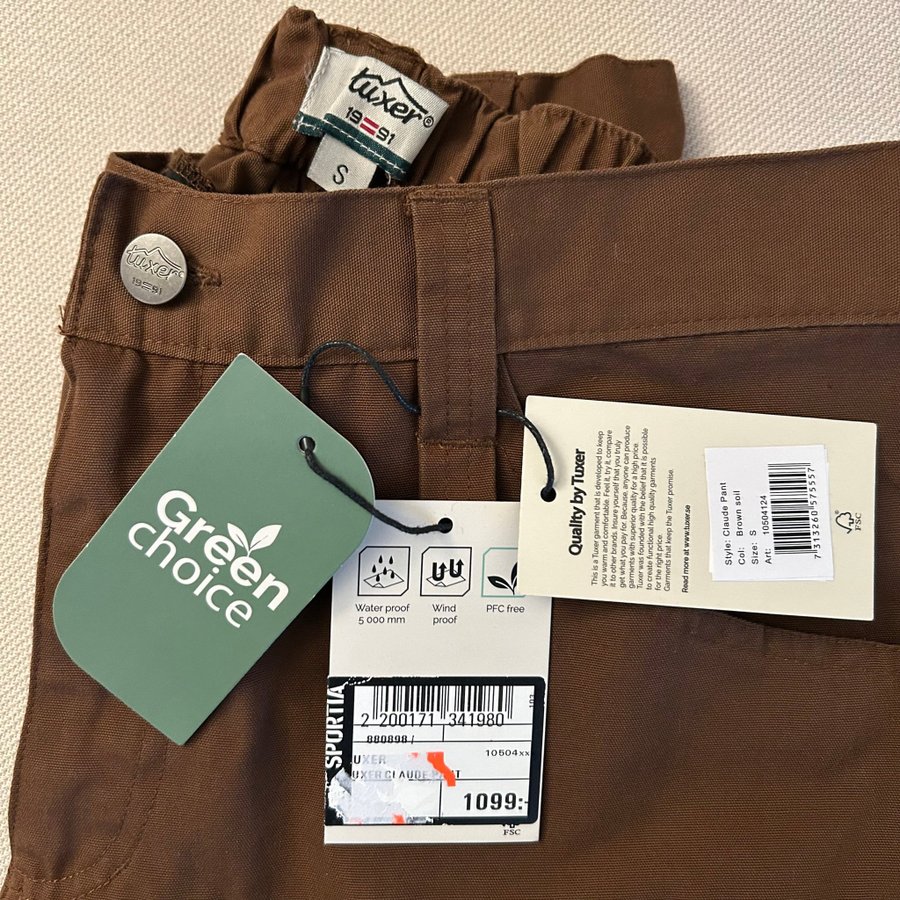 tuxer®
19 91
S
tuxer
19 91
Green
choice
Water proof
5 000 mm
Wind
proof
PFC free
SPORTIA
2 200171 341980
103
880898 /
UXER
10504xx
UXER CLAUDE
1099:-
FSC
Quality by Tuxer
This is a Tuxer garment that is developed to keep
you warm and comfortable. Feel it, try it, compare
it to other brands. Insure yourself that you truly
get what you pay for. Because, anyone can produce
garments with superior quality for a high price.
Tuxer was founded with the belief that it is possible
to create functional high quality garments
for the right price.
Garments that keep the Tuxer promise.
Read more at www.tuxer.se
Style: Claude Pant
Col: Brown soil
Size: S
Art: 10504124
7 313260 575557
FSC